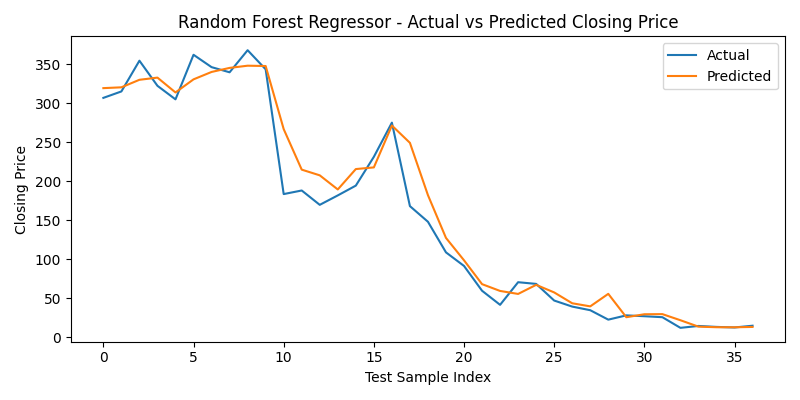 Random Forest Regressor - Actual vs Predicted Closing Price
Actual
Predicted
Closing Price
350
300
250
200
150
100
50
0
0 5 10 15 20 25 30 35
Test Sample Index